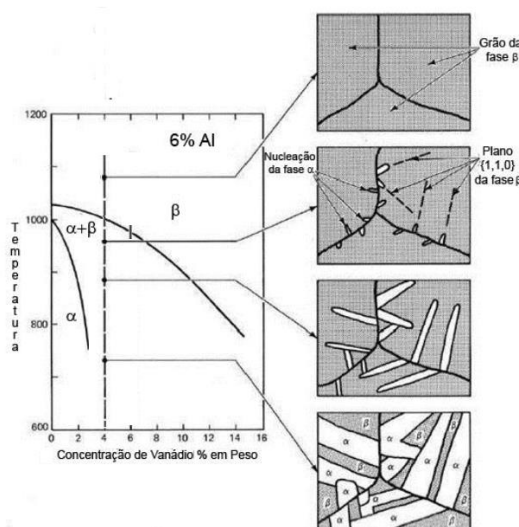 Grão da
fase β
1200
6% Al
Nucleação
da fase α
Plano
{1,1,0}
da fase β
β
α+β
1000
Temperatura
α
800
600
0 2 4 6 8 10 12 14 16
Concentração de Vanádio % em Peso
β
α
β
α
β
α
β
α
α
β
α
β
α
β